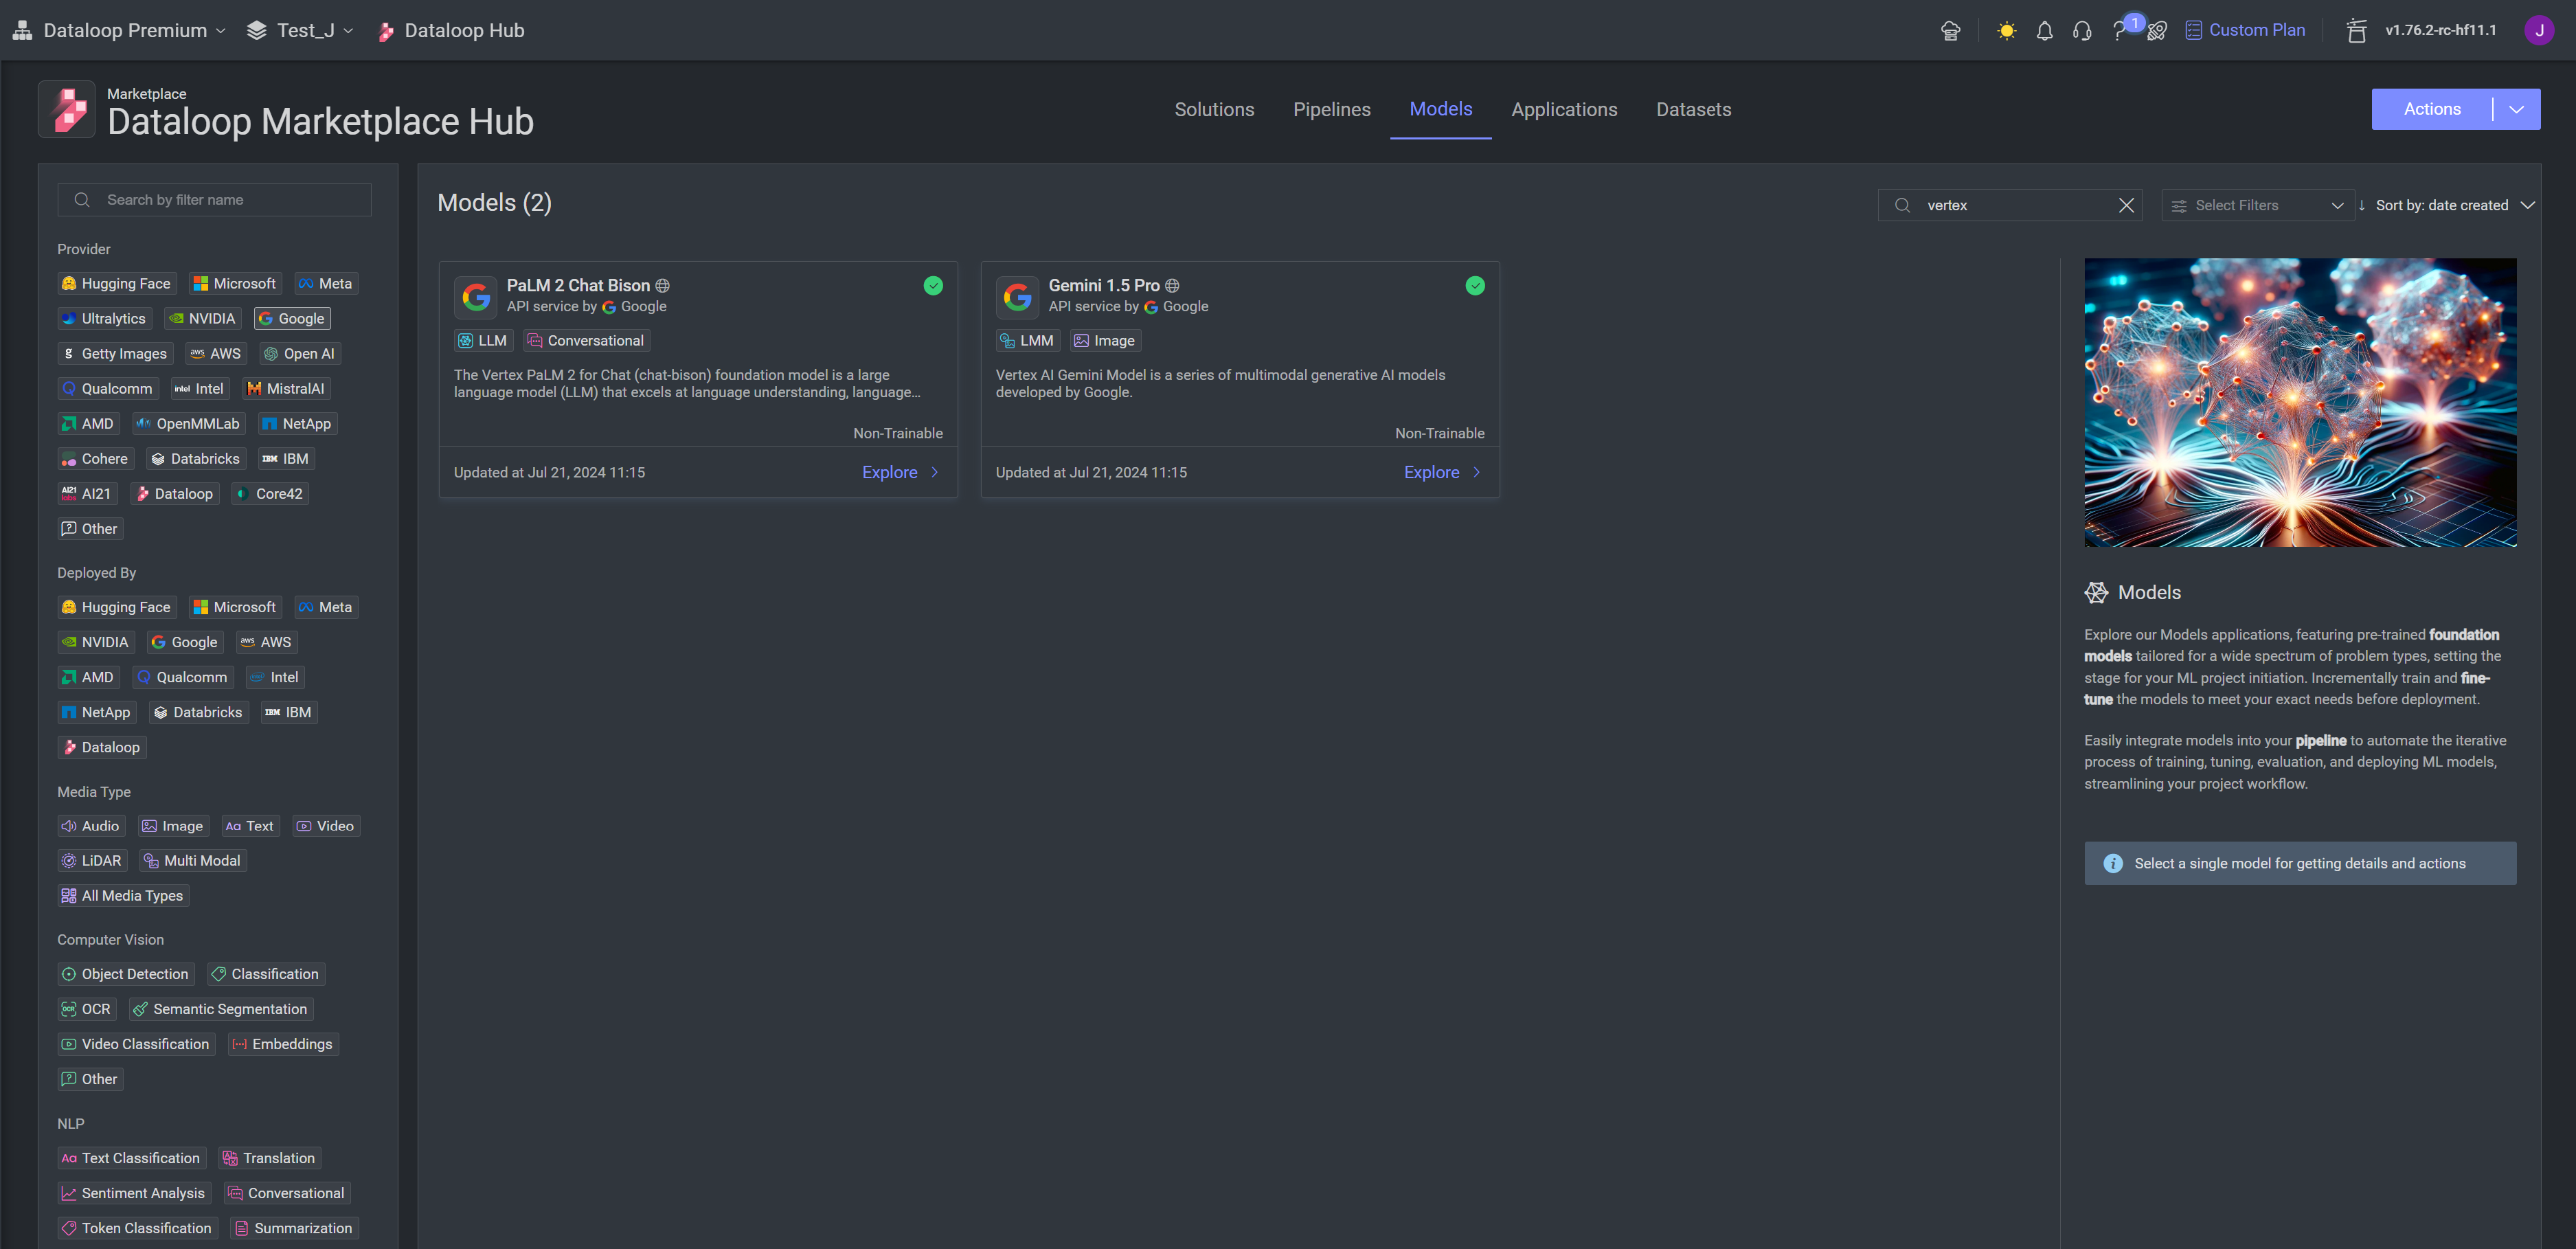 Dataloop Premium Test_J Dataloop Hub
1 Custom Plan v1.76.2-rc-hf11.1 J
Marketplace
Dataloop Marketplace Hub
Solutions Pipelines Models Applications Datasets
Actions
Search by filter name
Provider
Hugging Face Microsoft Meta
Ultralytics NVIDIA Google
Getty Images aws AWS Open AI
Qualcomm intel Intel MistralAI
AMD OpenMMLab NetApp
Cohere Databricks IBM IBM
AI21 labs AI21 Dataloop Core42
Other
Deployed By
Hugging Face Microsoft Meta
NVIDIA Google aws AWS
AMD Qualcomm intel Intel
NetApp Databricks IBM IBM
Dataloop
Media Type
Audio Image Aa Text Video
LiDAR Multi Modal
All Media Types
Computer Vision
Object Detection Classification
OCR OCR Semantic Segmentation
Video Classification Embeddings
Other
NLP
Aa Text Classification Translation
Sentiment Analysis Conversational
Token Classification Summarization
Models (2)
vertex Select Filters Sort by: date created
PaLM 2 Chat Bison
API service by Google
LLM Conversational
The Vertex PaLM 2 for Chat (chat-bison) foundation model is a large
language model (LLM) that excels at language understanding, language...
Non-Trainable
Updated at Jul 21, 2024 11:15 Explore
Gemini 1.5 Pro
API service by Google
LMM Image
Vertex AI Gemini Model is a series of multimodal generative AI models
developed by Google.
Non-Trainable
Updated at Jul 21, 2024 11:15 Explore
Models
Explore our Models applications, featuring pre-trained foundation
models tailored for a wide spectrum of problem types, setting the
stage for your ML project initiation. Incrementally train and fine-
tune the models to meet your exact needs before deployment.
Easily integrate models into your pipeline to automate the iterative
process of training, tuning, evaluation, and deploying ML models,
streamlining your project workflow.
Select a single model for getting details and actions